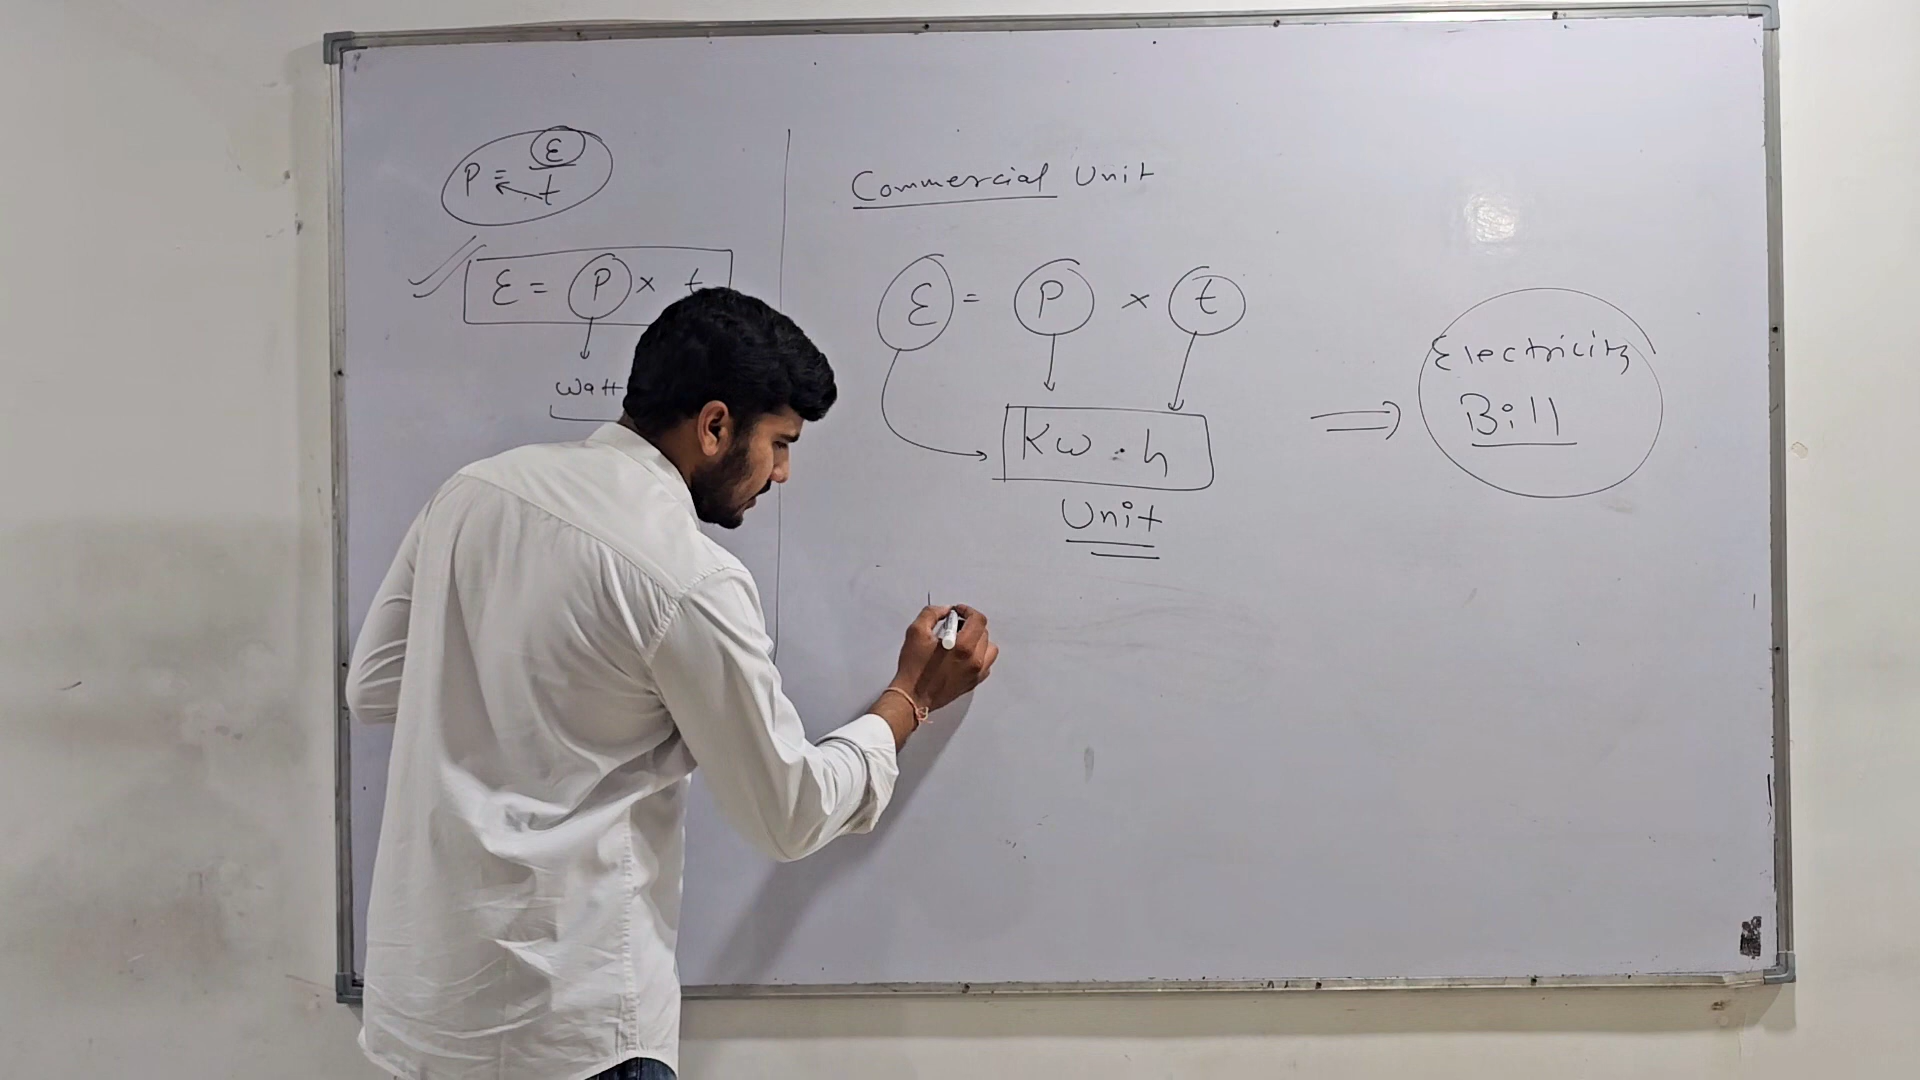 P = ε/t
ε = P × t
Watt
Commercial Unit
ε = P × t
Kw . h
Unit
Electricity
Bill